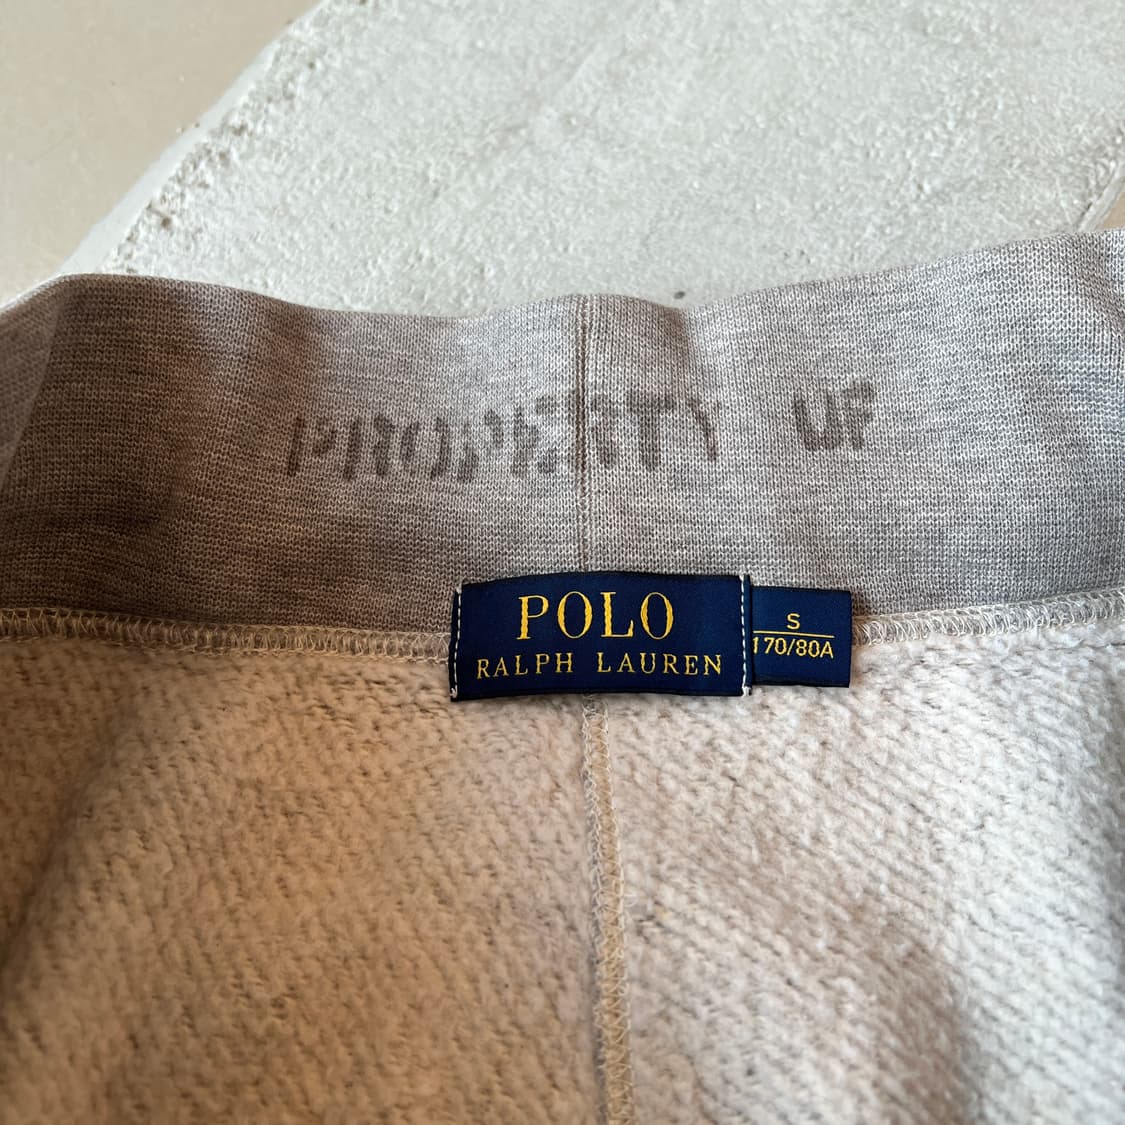 PROPERTY OF
POLO
RALPH LAUREN
S
170/80A